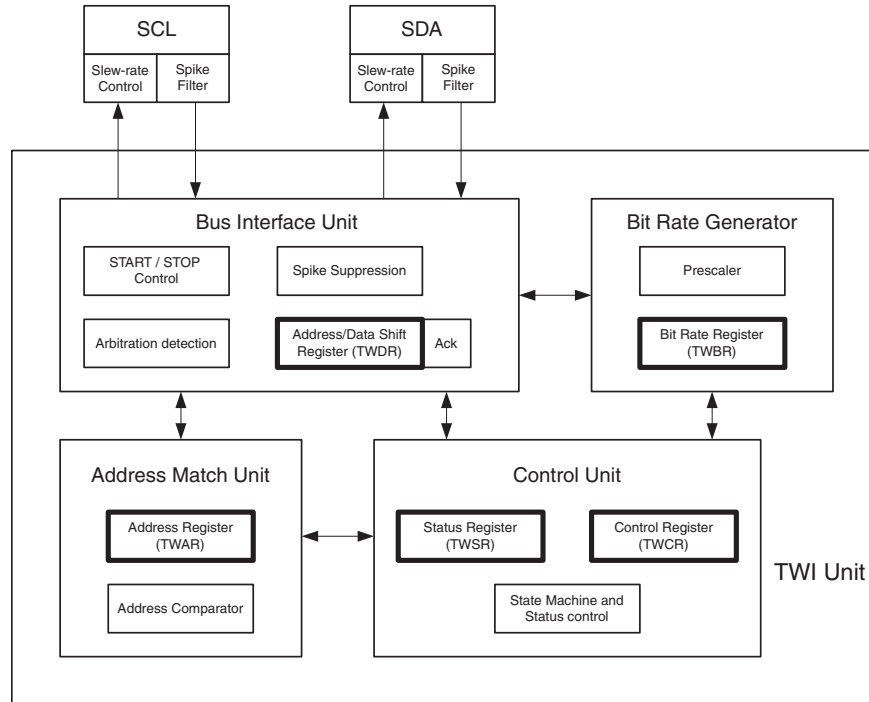 SCL
SDA
Slew-rate
Control
Spike
Filter
Slew-rate
Control
Spike
Filter
Bus Interface Unit
START / STOP
Control
Spike Suppression
Arbitration detection
Address/Data Shift
Register (TWDR)
Ack
Bit Rate Generator
Prescaler
Bit Rate Register
(TWBR)
Address Match Unit
Address Register
(TWAR)
Address Comparator
Control Unit
Status Register
(TWSR)
Control Register
(TWCR)
State Machine and
Status control
TWI Unit